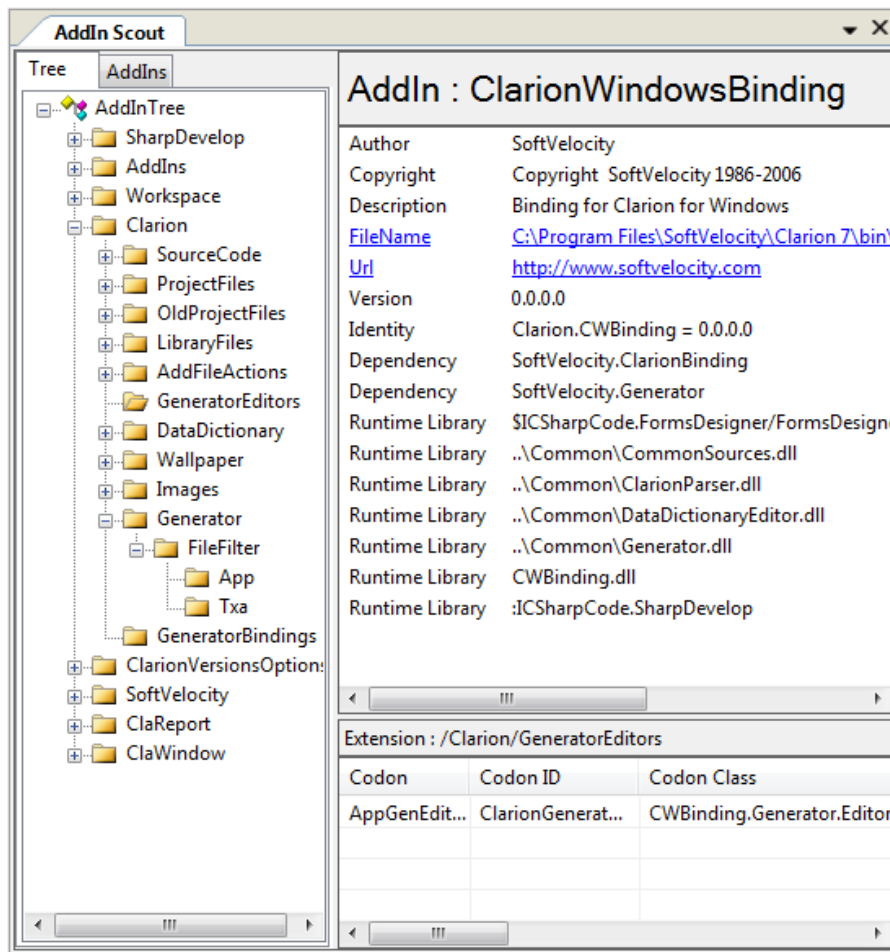 AddIn Scout
Tree
AddIns
AddInTree
SharpDevelop
AddIns
Workspace
Clarion
SourceCode
ProjectFiles
OldProjectFiles
LibraryFiles
AddFileActions
GeneratorEditors
DataDictionary
Wallpaper
Images
Generator
FileFilter
App
Txa
GeneratorBindings
ClarionVersionsOptions
SoftVelocity
ClaReport
ClaWindow
AddIn : ClarionWindowsBinding
Author SoftVelocity
Copyright Copyright SoftVelocity 1986-2006
Description Binding for Clarion for Windows
FileName C:\Program Files\SoftVelocity\Clarion 7\bin\
Url http://www.softvelocity.com
Version 0.0.0.0
Identity Clarion.CWBinding = 0.0.0.0
Dependency SoftVelocity.ClarionBinding
Dependency SoftVelocity.Generator
Runtime Library $ICSharpCode.FormsDesigner/FormsDesigne
Runtime Library ..\Common\CommonSources.dll
Runtime Library ..\Common\ClarionParser.dll
Runtime Library ..\Common\DataDictionaryEditor.dll
Runtime Library ..\Common\Generator.dll
Runtime Library CWBinding.dll
Runtime Library :ICSharpCode.SharpDevelop
Extension : /Clarion/GeneratorEditors
Codon Codon ID Codon Class
AppGenEdit... ClarionGenerat... CWBinding.Generator.Editor